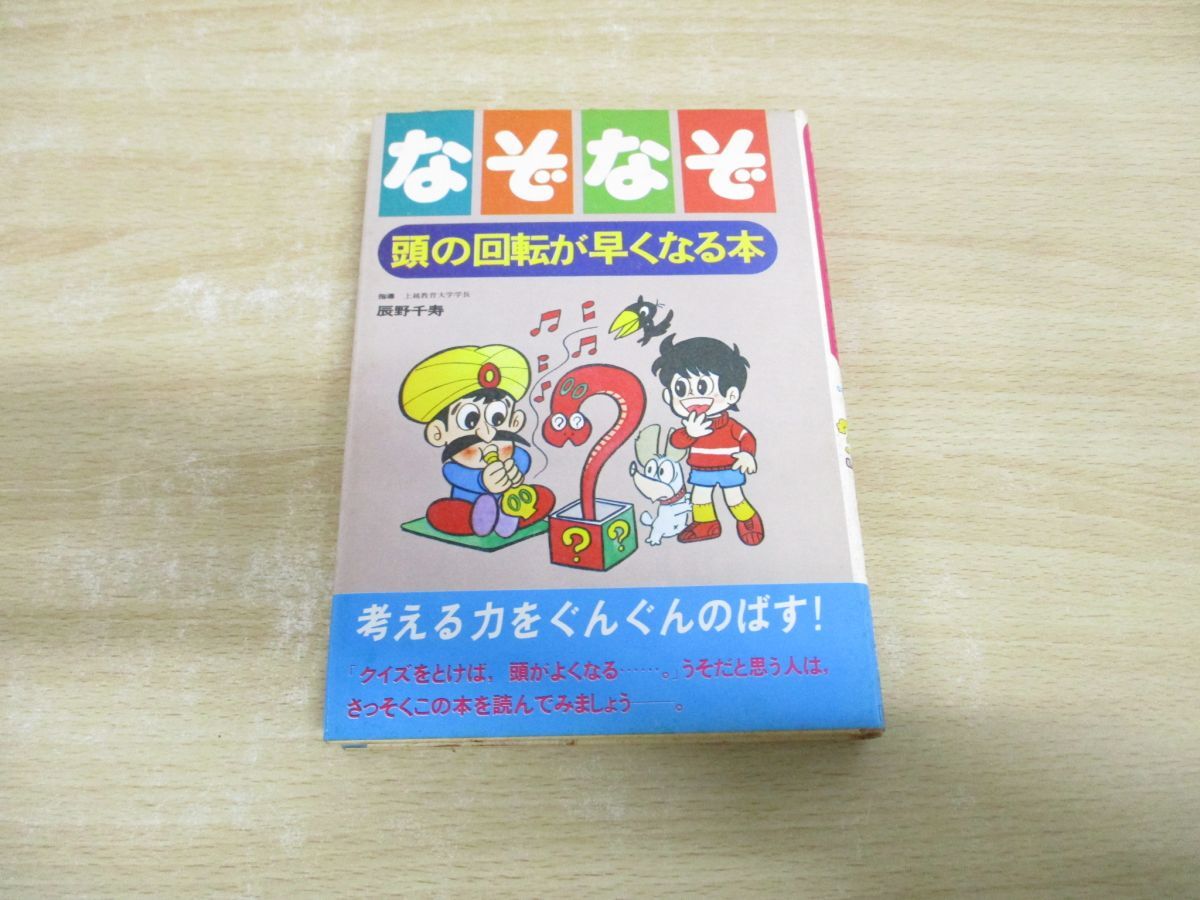 なぞなぞ
頭の回転が早くなる本
指導 上越教育大学学長
辰野千寿
? ?
? ?
考える力をぐんぐんのばす!
「クイズをとけば,頭がよくなる……。」うそだと思う人は,
さっそくこの本を読んでみましょう——。